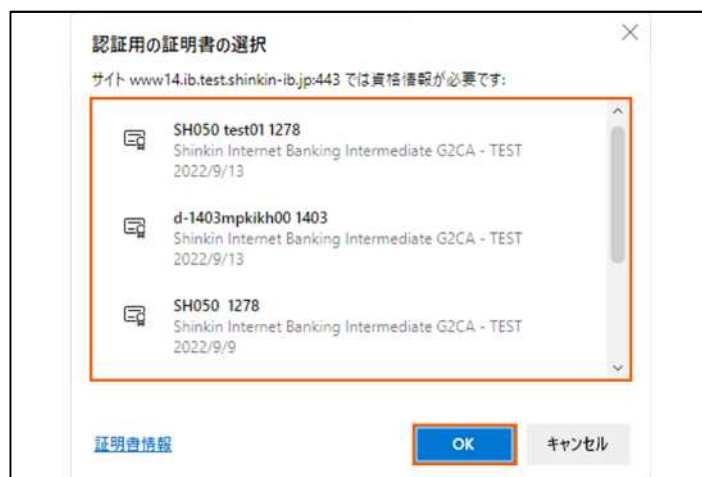 認証用の証明書の選択
サイト www14.ib.test.shinkin-ib.jp:443 では資格情報が必要です:
SH050 test01 1278
Shinkin Internet Banking Intermediate G2CA - TEST
2022/9/13
d-1403mpkikh00 1403
Shinkin Internet Banking Intermediate G2CA - TEST
2022/9/13
SH050 1278
Shinkin Internet Banking Intermediate G2CA - TEST
2022/9/9
証明書情報
OK
キャンセル